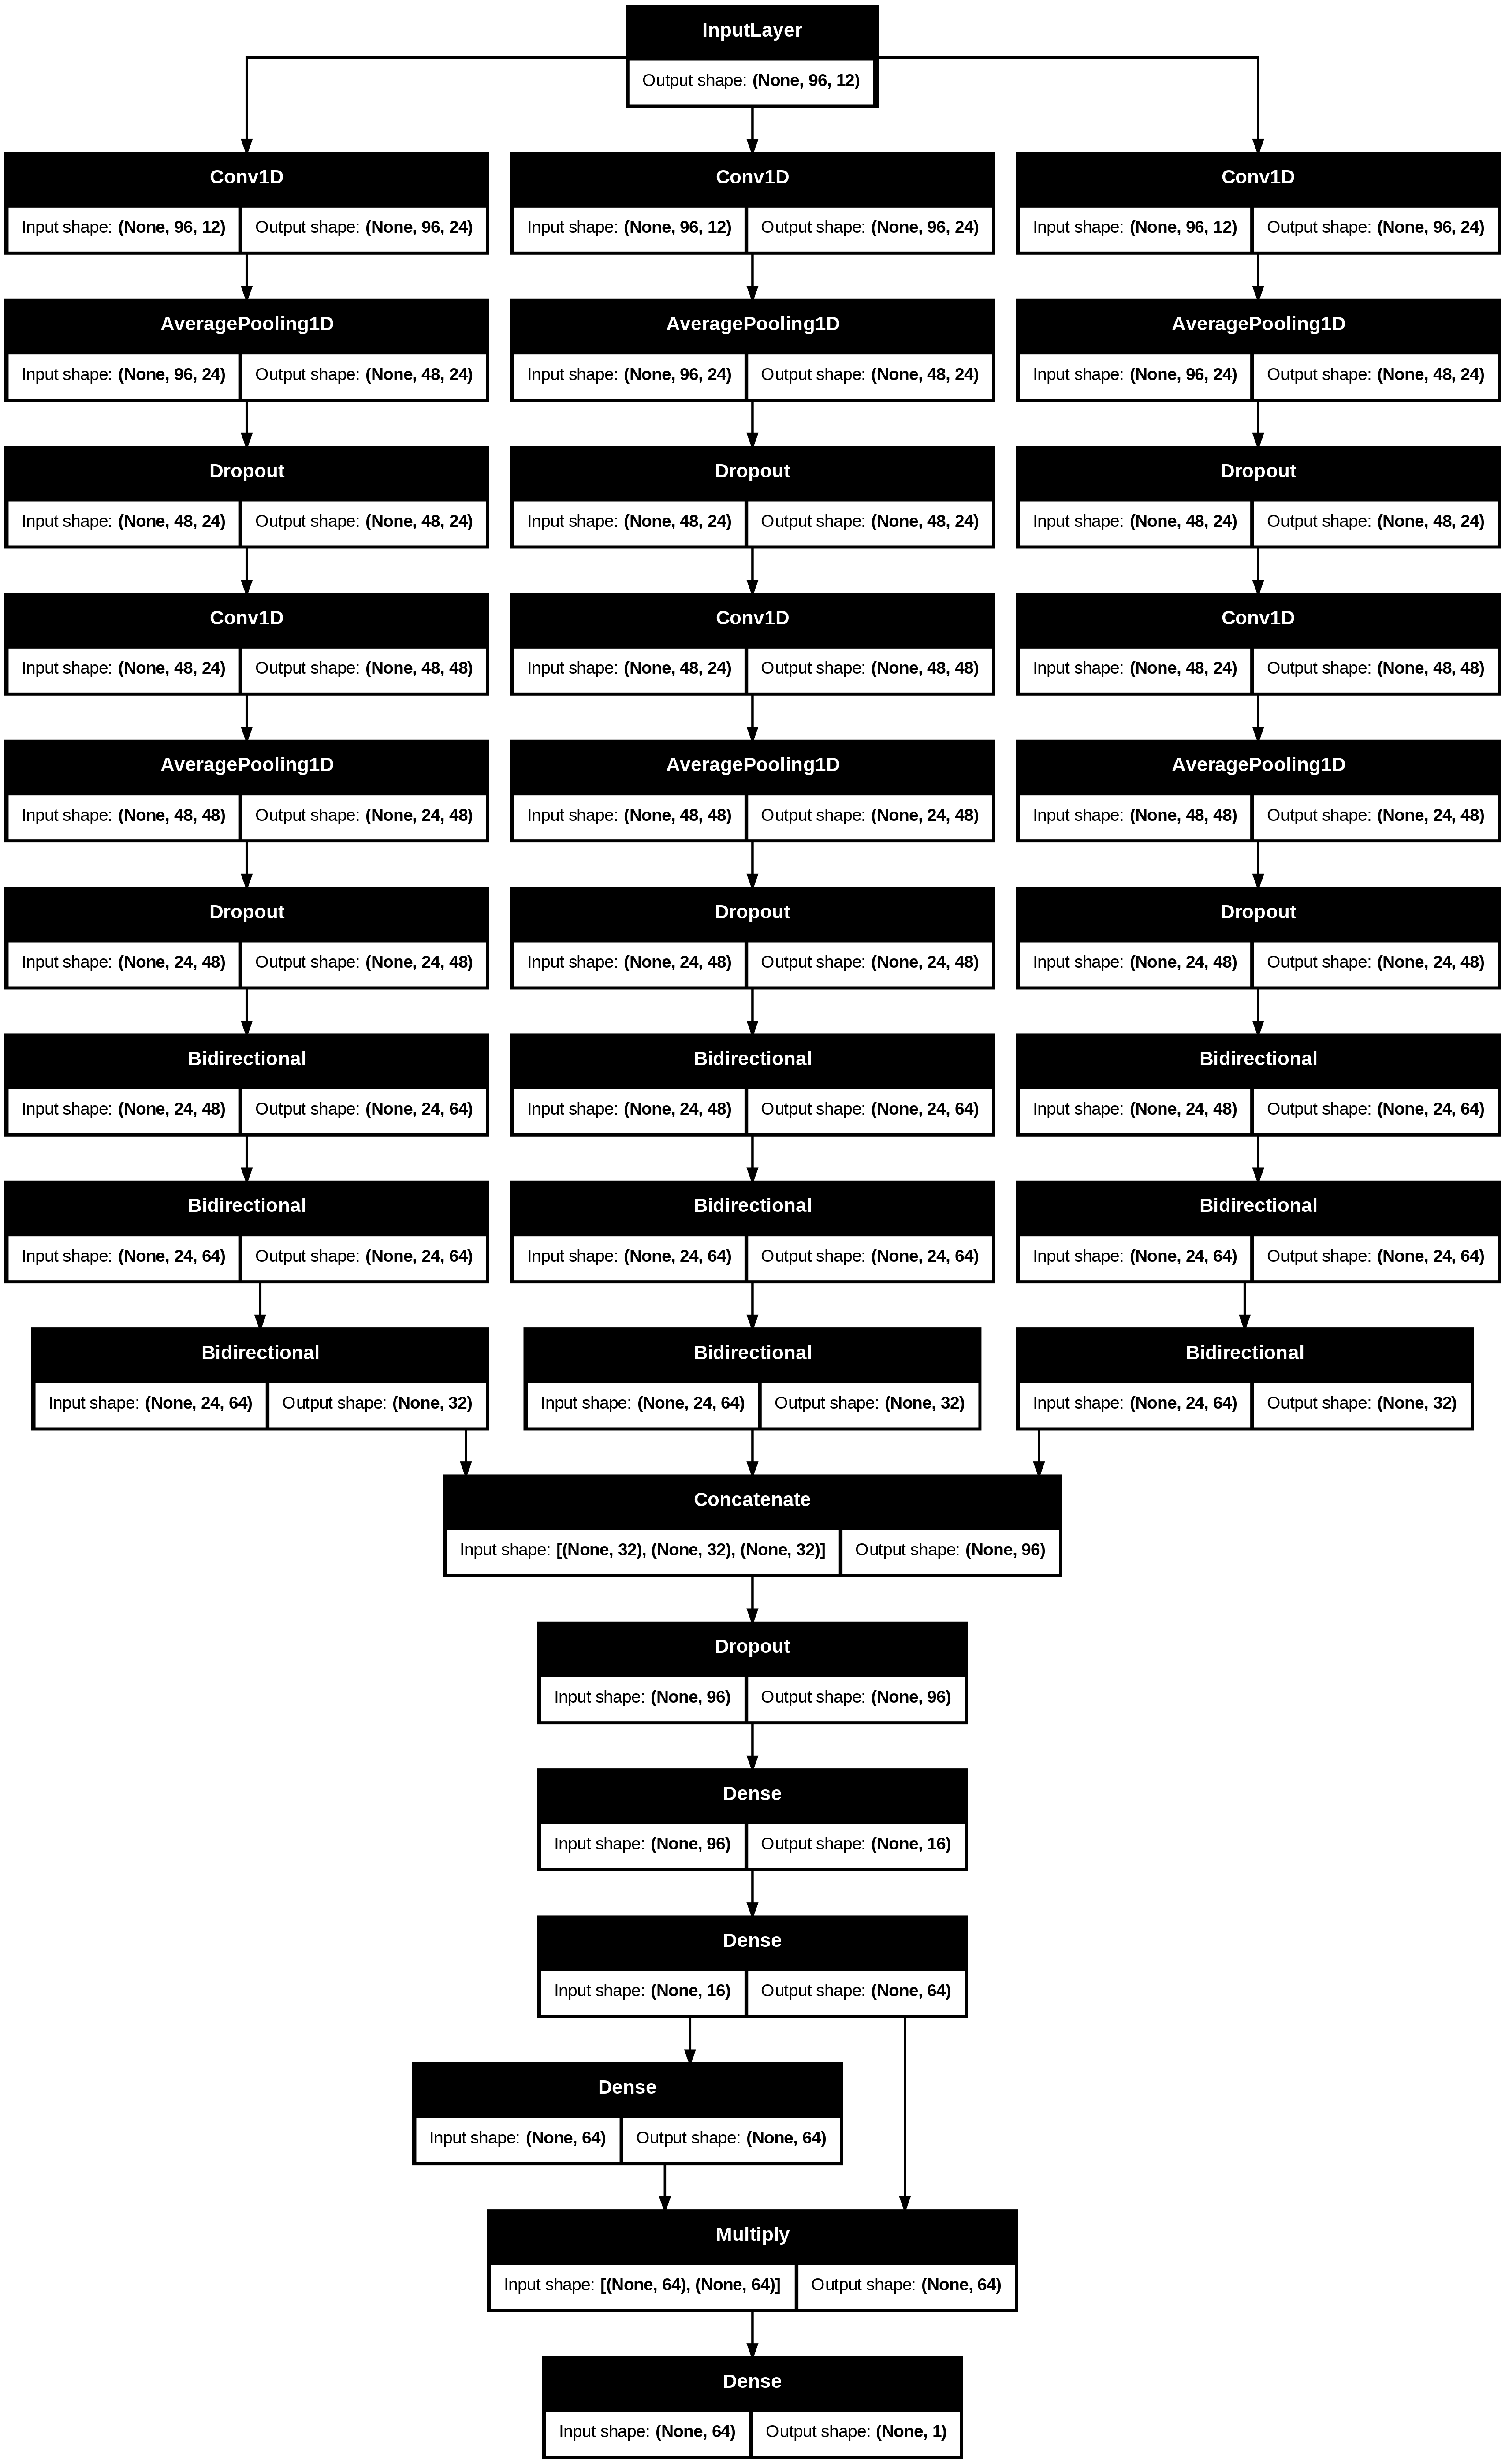 InputLayer
Output shape: (None, 96, 12)
Conv1D Conv1D Conv1D
Input shape: (None, 96, 12) Output shape: (None, 96, 24) Input shape: (None, 96, 12) Output shape: (None, 96, 24) Input shape: (None, 96, 12) Output shape: (None, 96, 24)
AveragePooling1D AveragePooling1D AveragePooling1D
Input shape: (None, 96, 24) Output shape: (None, 48, 24) Input shape: (None, 96, 24) Output shape: (None, 48, 24) Input shape: (None, 96, 24) Output shape: (None, 48, 24)
Dropout Dropout Dropout
Input shape: (None, 48, 24) Output shape: (None, 48, 24) Input shape: (None, 48, 24) Output shape: (None, 48, 24) Input shape: (None, 48, 24) Output shape: (None, 48, 24)
Conv1D Conv1D Conv1D
Input shape: (None, 48, 24) Output shape: (None, 48, 48) Input shape: (None, 48, 24) Output shape: (None, 48, 48) Input shape: (None, 48, 24) Output shape: (None, 48, 48)
AveragePooling1D AveragePooling1D AveragePooling1D
Input shape: (None, 48, 48) Output shape: (None, 24, 48) Input shape: (None, 48, 48) Output shape: (None, 24, 48) Input shape: (None, 48, 48) Output shape: (None, 24, 48)
Dropout Dropout Dropout
Input shape: (None, 24, 48) Output shape: (None, 24, 48) Input shape: (None, 24, 48) Output shape: (None, 24, 48) Input shape: (None, 24, 48) Output shape: (None, 24, 48)
Bidirectional Bidirectional Bidirectional
Input shape: (None, 24, 48) Output shape: (None, 24, 64) Input shape: (None, 24, 48) Output shape: (None, 24, 64) Input shape: (None, 24, 48) Output shape: (None, 24, 64)
Bidirectional Bidirectional Bidirectional
Input shape: (None, 24, 64) Output shape: (None, 24, 64) Input shape: (None, 24, 64) Output shape: (None, 24, 64) Input shape: (None, 24, 64) Output shape: (None, 24, 64)
Bidirectional Bidirectional Bidirectional
Input shape: (None, 24, 64) Output shape: (None, 32) Input shape: (None, 24, 64) Output shape: (None, 32) Input shape: (None, 24, 64) Output shape: (None, 32)
Concatenate
Input shape: [(None, 32), (None, 32), (None, 32)] Output shape: (None, 96)
Dropout
Input shape: (None, 96) Output shape: (None, 96)
Dense
Input shape: (None, 96) Output shape: (None, 16)
Dense
Input shape: (None, 16) Output shape: (None, 64)
Dense
Input shape: (None, 64) Output shape: (None, 64)
Multiply
Input shape: [(None, 64), (None, 64)] Output shape: (None, 64)
Dense
Input shape: (None, 64) Output shape: (None, 1)